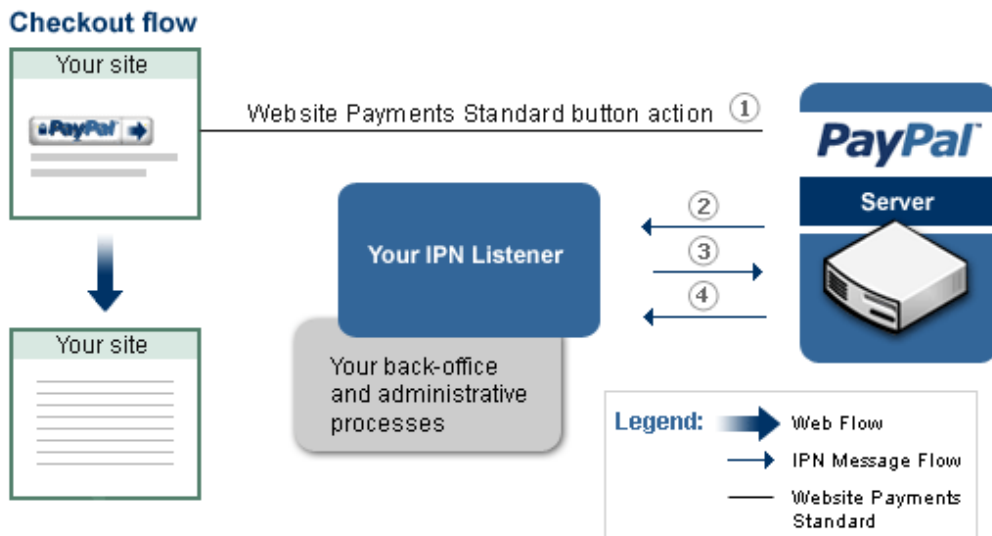 Checkout flow
Your site
PayPal
Website Payments Standard button action 1
PayPal™
Server
2
Your IPN Listener
3
4
Your site
Your back-office
and administrative
processes
Legend:
Web Flow
IPN Message Flow
Website Payments
Standard